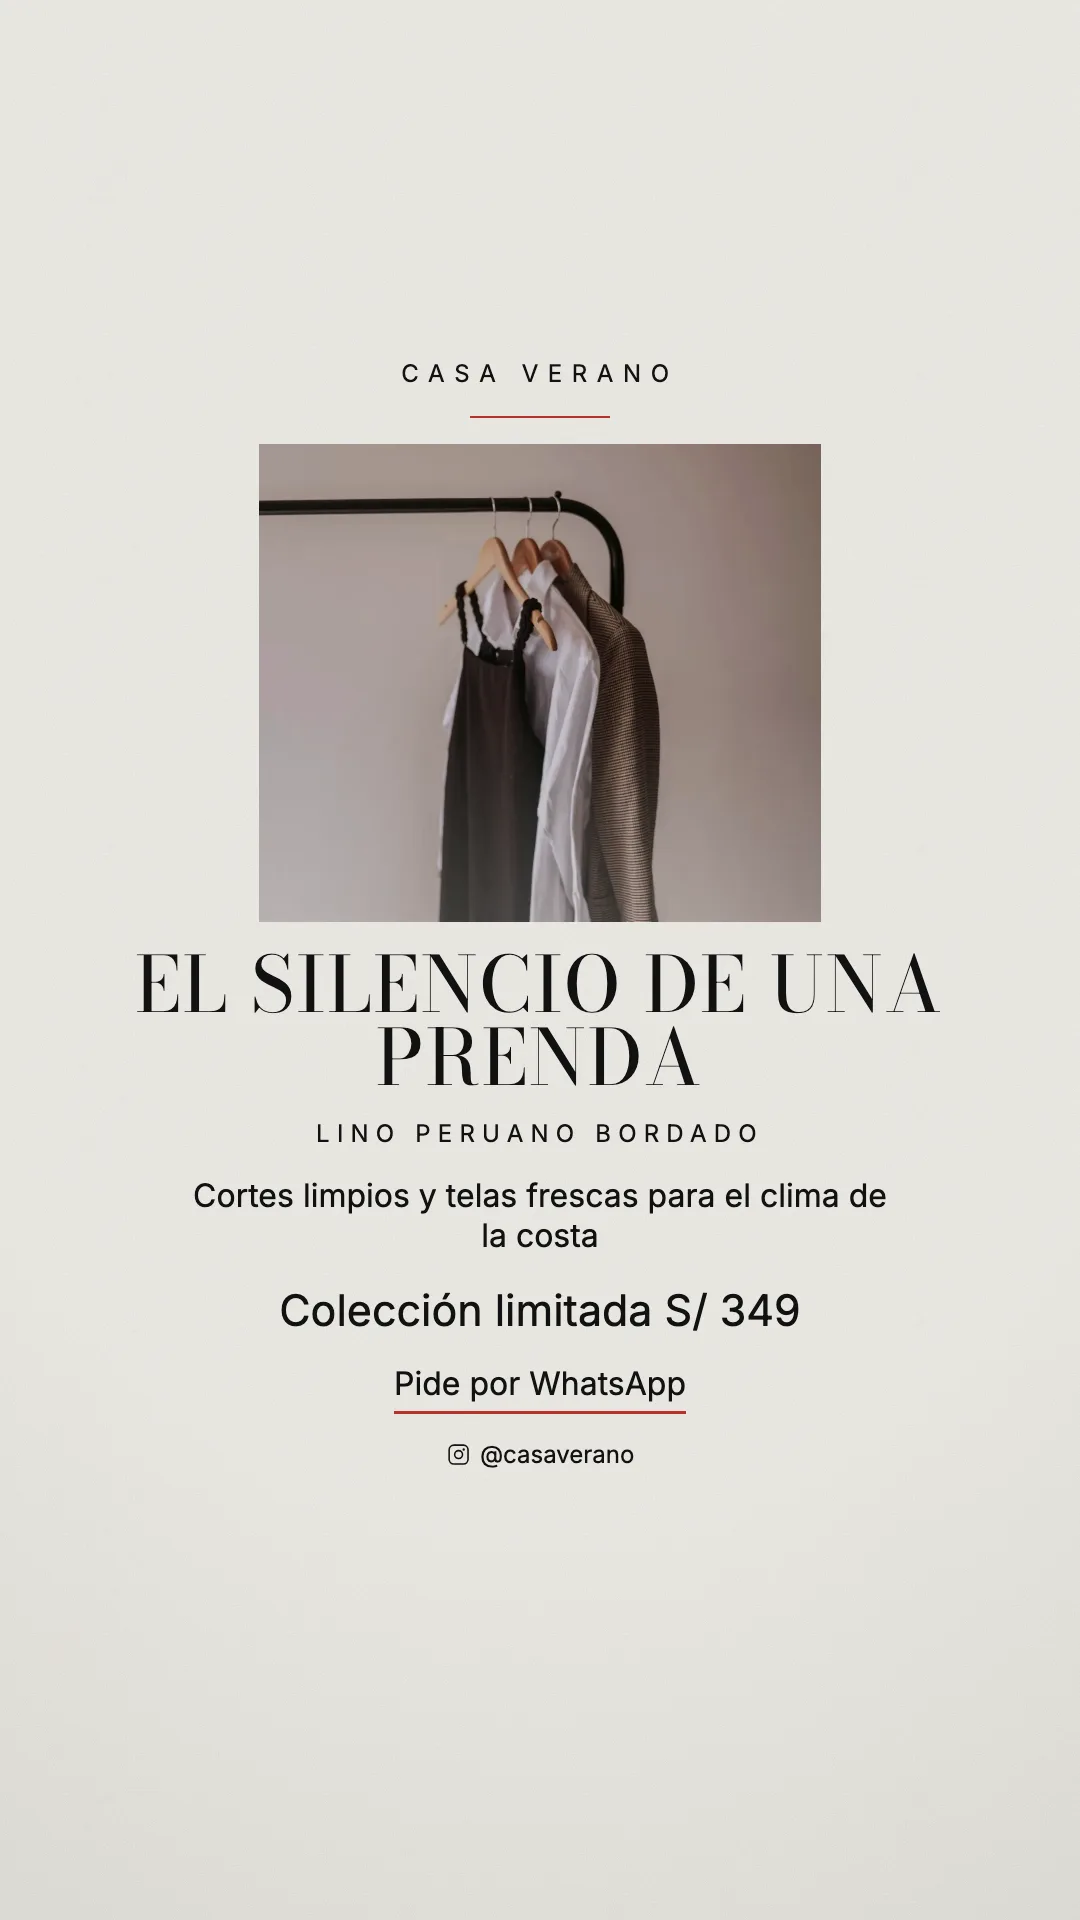 CASA VERANO
EL SILENCIO DE UNA
PRENDA
LINO PERUANO BORDADO
Cortes limpios y telas frescas para el clima de
la costa
Colección limitada S/ 349
Pide por WhatsApp
@casaverano